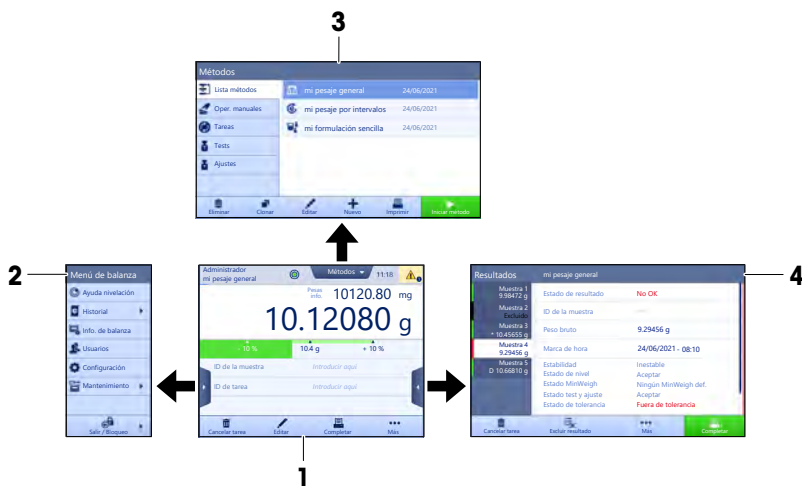 3
Métodos
Lista métodos
mi pesaje general 24/06/2021
Oper. manuales
mi pesaje por intervalos 24/06/2021
Tareas
mi formulación sencilla 24/06/2021
Tests
Ajustes
Eliminar Clonar Editar Nuevo Imprimir Iniciar método
2
Menú de balanza
Ayuda nivelación
Historial
Info. de balanza
Usuarios
Configuración
Mantenimiento
Salir / Bloqueo
Administrador
mi pesaje general
Métodos 11:18
Pesaje
info
10120.80 mg
10.12080 g
- 10 % 10.4 g + 10 %
ID de la muestra Introducir aquí
ID de tarea Introducir aquí
Cancelar tarea Editar Completar Más
1
4
Resultados mi pesaje general
Muestra 1
9.98472 g
Muestra 2
Excluido
Muestra 3
* 10.45655 g
Muestra 4
9.29456 g
Muestra 5
D 10.66810 g
Estado de resultado No OK
ID de la muestra ---
Peso bruto 9.29456 g
Marca de hora 24/06/2021 - 08:10
Estabilidad Inestable
Estado de nivel Aceptar
Estado MinWeigh Ningún MinWeigh def.
Estado test y ajuste Aceptar
Estado de tolerancia Fuera de tolerancia
Cancelar tarea Excluir resultado Más Completar